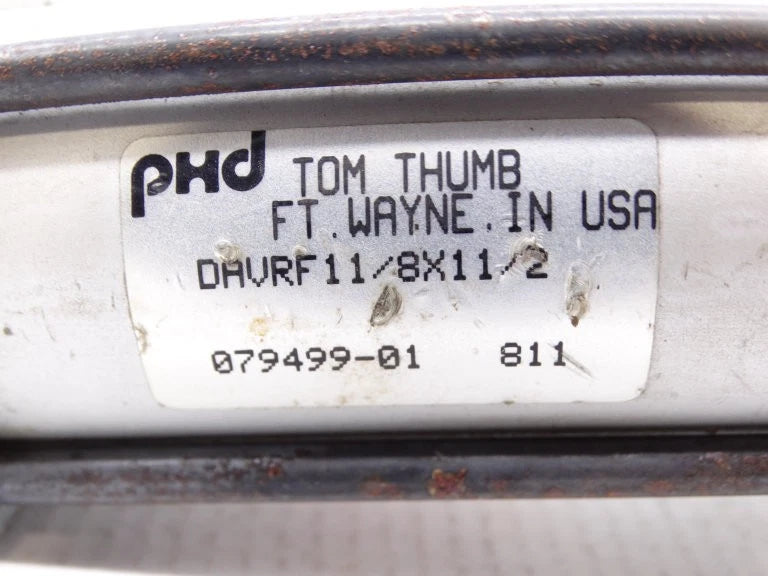 PHD TOM THUMB
FT. WAYNE. IN USA
DAVRF11/8X11/2
079499-01 811